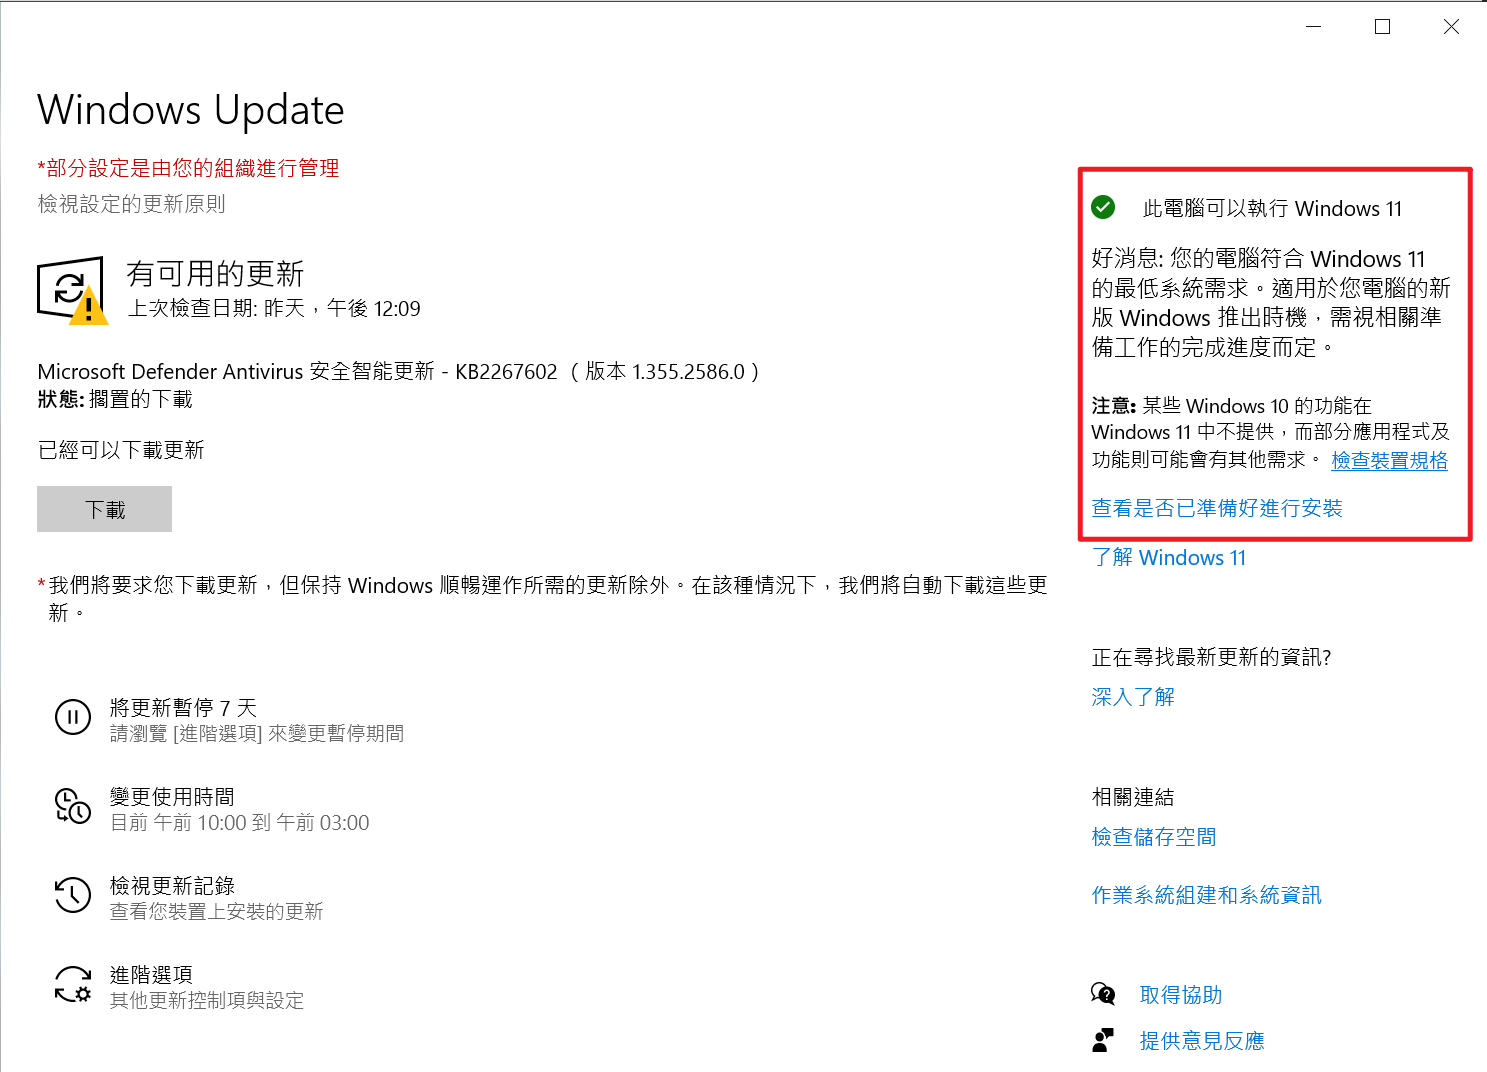 Windows Update
*部分設定是由您的組織進行管理
檢視設定的更新原則
有可用的更新
上次檢查日期: 昨天，午後 12:09
Microsoft Defender Antivirus 安全智能更新 - KB2267602 （版本 1.355.2586.0）
狀態: 擱置的下載
已經可以下載更新
下載
*我們將要求您下載更新，但保持 Windows 順暢運作所需的更新除外。在該種情況下，我們將自動下載這些更
新。
將更新暫停 7 天
請瀏覽 [進階選項] 來變更暫停期間
變更使用時間
目前 午前 10:00 到 午前 03:00
檢視更新記錄
查看您裝置上安裝的更新
進階選項
其他更新控制項與設定
此電腦可以執行 Windows 11
好消息: 您的電腦符合 Windows 11
的最低系統需求。適用於您電腦的新
版 Windows 推出時機，需視相關準
備工作的完成進度而定。
注意: 某些 Windows 10 的功能在
Windows 11 中不提供，而部分應用程式及
功能則可能會有其他需求。 檢查裝置規格
查看是否已準備好進行安裝
了解 Windows 11
正在尋找最新更新的資訊?
深入了解
相關連結
檢查儲存空間
作業系統組建和系統資訊
取得協助
提供意見反應